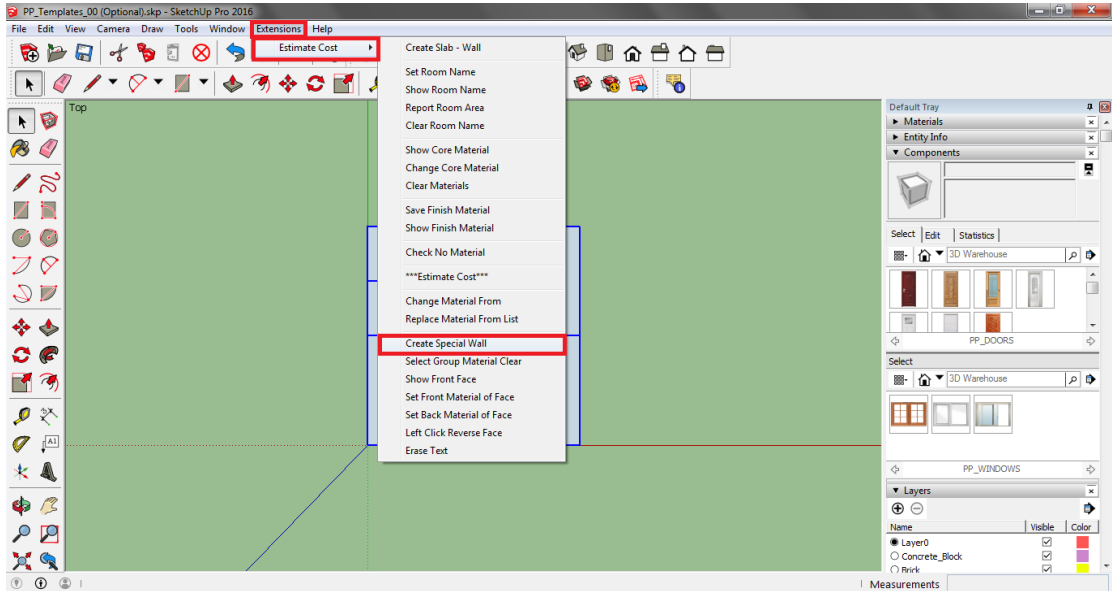 PP_Templates_00 (Optional).skp - SketchUp Pro 2016
File Edit View Camera Draw Tools Window Extensions Help
Estimate Cost
Create Slab - Wall
Set Room Name
Show Room Name
Report Room Area
Clear Room Name
Show Core Material
Change Core Material
Clear Materials
Save Finish Material
Show Finish Material
Check No Material
***Estimate Cost***
Change Material From
Replace Material From List
Create Special Wall
Select Group Material Clear
Show Front Face
Set Front Material of Face
Set Back Material of Face
Left Click Reverse Face
Erase Text
Top
A1
Default Tray
Materials
Entity Info
Components
Select Edit Statistics
3D Warehouse
PP_DOORS
Select
3D Warehouse
PP_WINDOWS
Layers
Name Visible Color
Layer0
Concrete_Block
Brick
Measurements